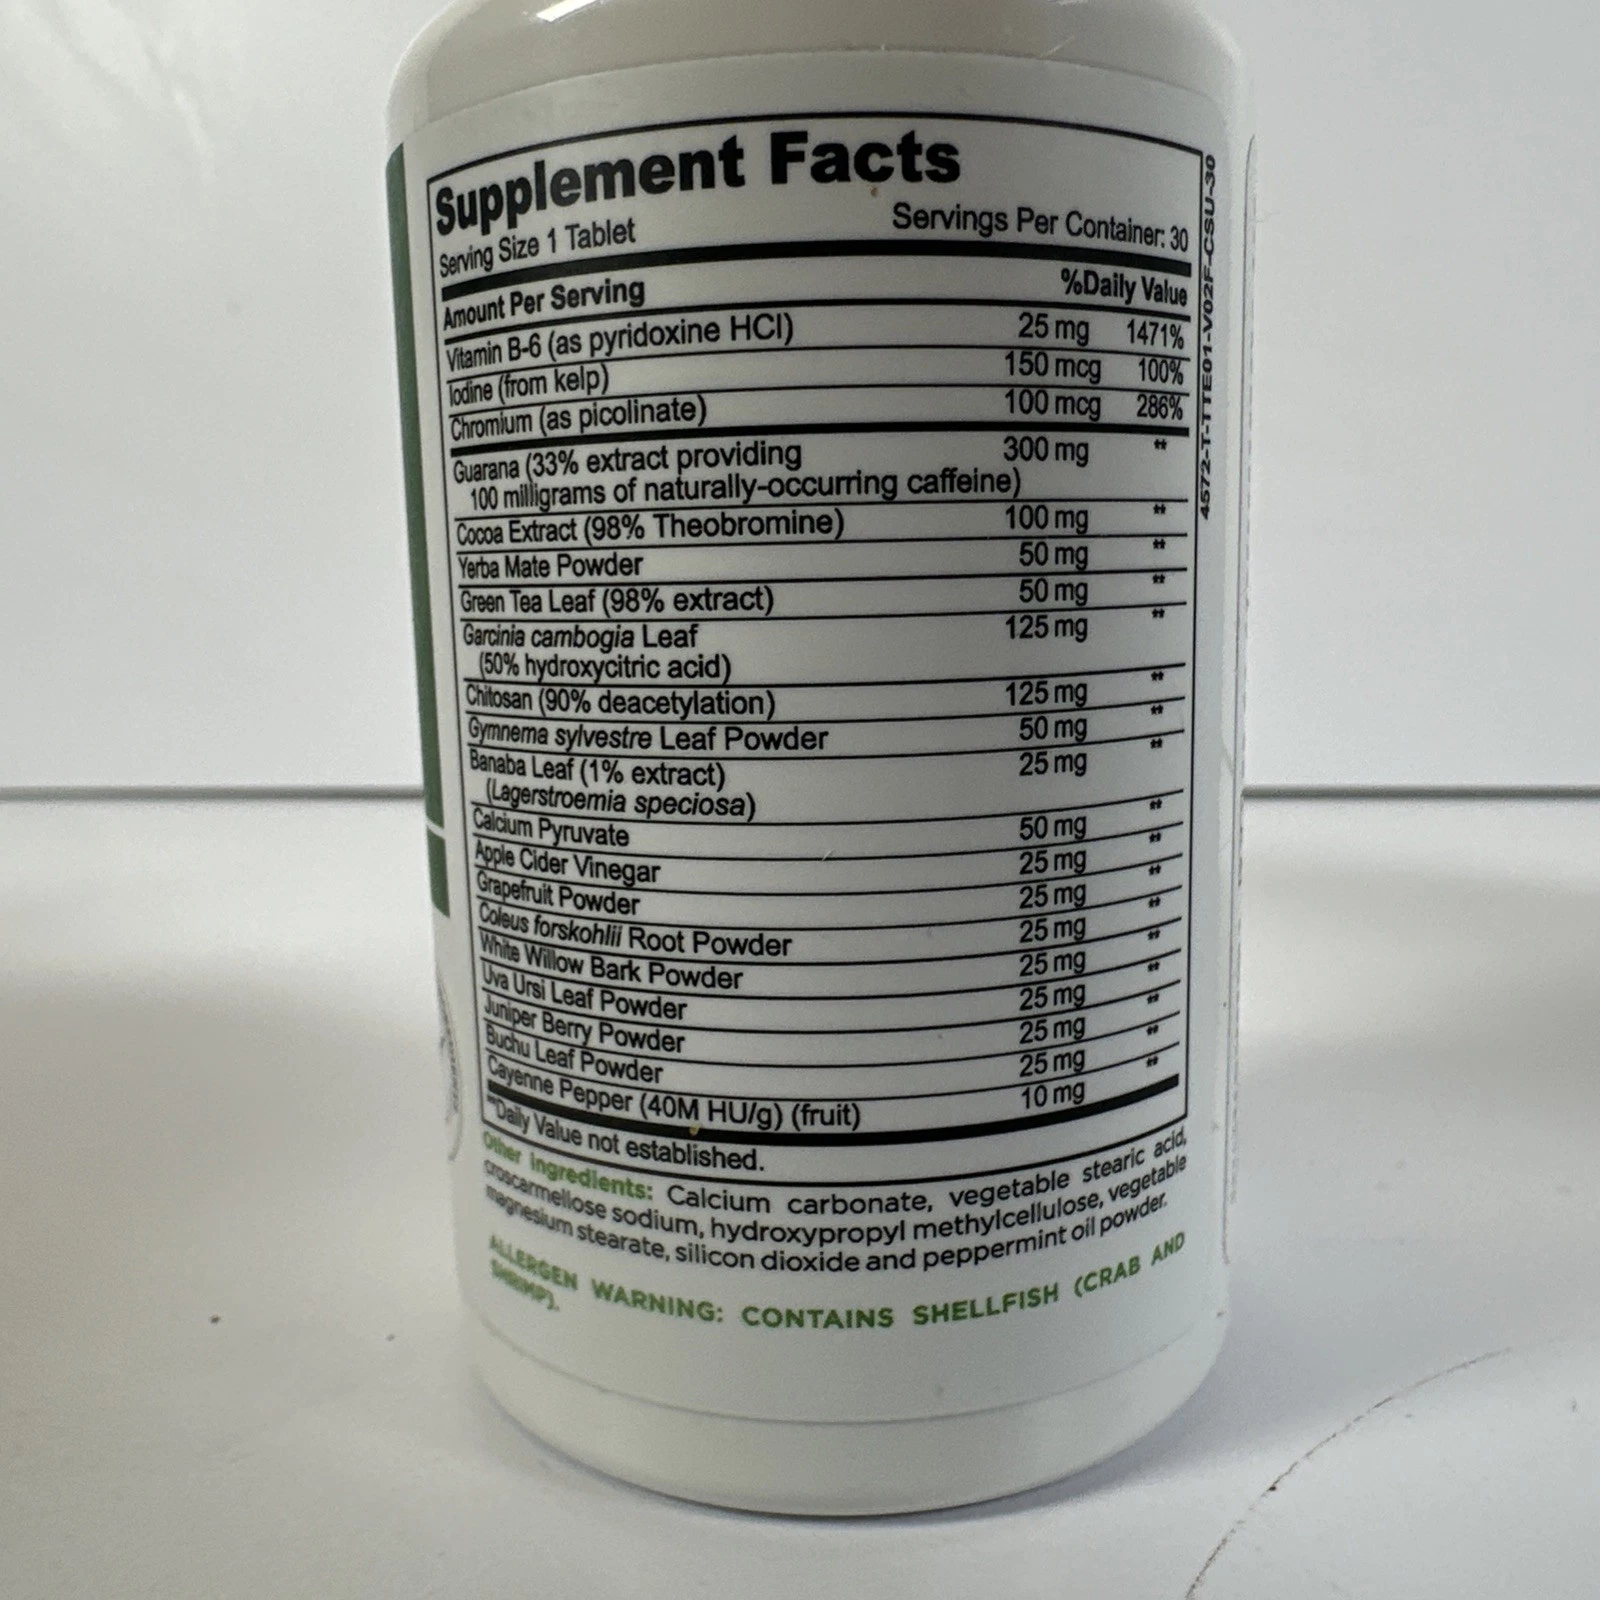 Supplement Facts
Serving Size 1 Tablet Servings Per Container: 30
Amount Per Serving %Daily Value
Vitamin B-6 (as pyridoxine HCl) 25 mg 1471%
Iodine (from kelp) 150 mcg 100%
Chromium (as picolinate) 100 mcg 286%
Guarana (33% extract providing 300 mg **
100 milligrams of naturally-occurring caffeine)
Cocoa Extract (98% Theobromine) 100 mg **
Yerba Mate Powder 50 mg **
Green Tea Leaf (98% extract) 50 mg **
Garcinia cambogia Leaf 125 mg **
(50% hydroxycitric acid)
Chitosan (90% deacetylation) 125 mg **
Gymnema sylvestre Leaf Powder 50 mg **
Banaba Leaf (1% extract) 25 mg **
(Lagerstroemia speciosa)
Calcium Pyruvate 50 mg **
Apple Cider Vinegar 25 mg **
Grapefruit Powder 25 mg **
Coleus forskohlii Root Powder 25 mg **
White Willow Bark Powder 25 mg **
Uva Ursi Leaf Powder 25 mg **
Juniper Berry Powder 25 mg **
Buchu Leaf Powder 25 mg **
Cayenne Pepper (40M HU/g) (fruit) 10 mg **
**Daily Value not established.
Other Ingredients: Calcium carbonate, vegetable stearic acid,
croscarmellose sodium, hydroxypropyl methylcellulose, vegetable
magnesium stearate, silicon dioxide and peppermint oil powder.
ALLERGEN WARNING: CONTAINS SHELLFISH (CRAB AND
SHRIMP).
4572-T-TTE01-V02F-CSU-30